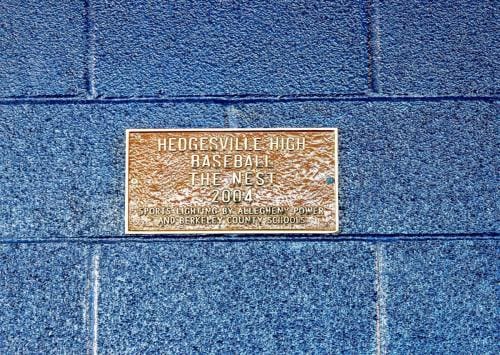 HEDGESVILLE HIGH
BASEBALL
THE NEST
2004
SPORTS LIGHTING BY ALLEGHENY POWER
AND BERKELEY COUNTY SCHOOLS